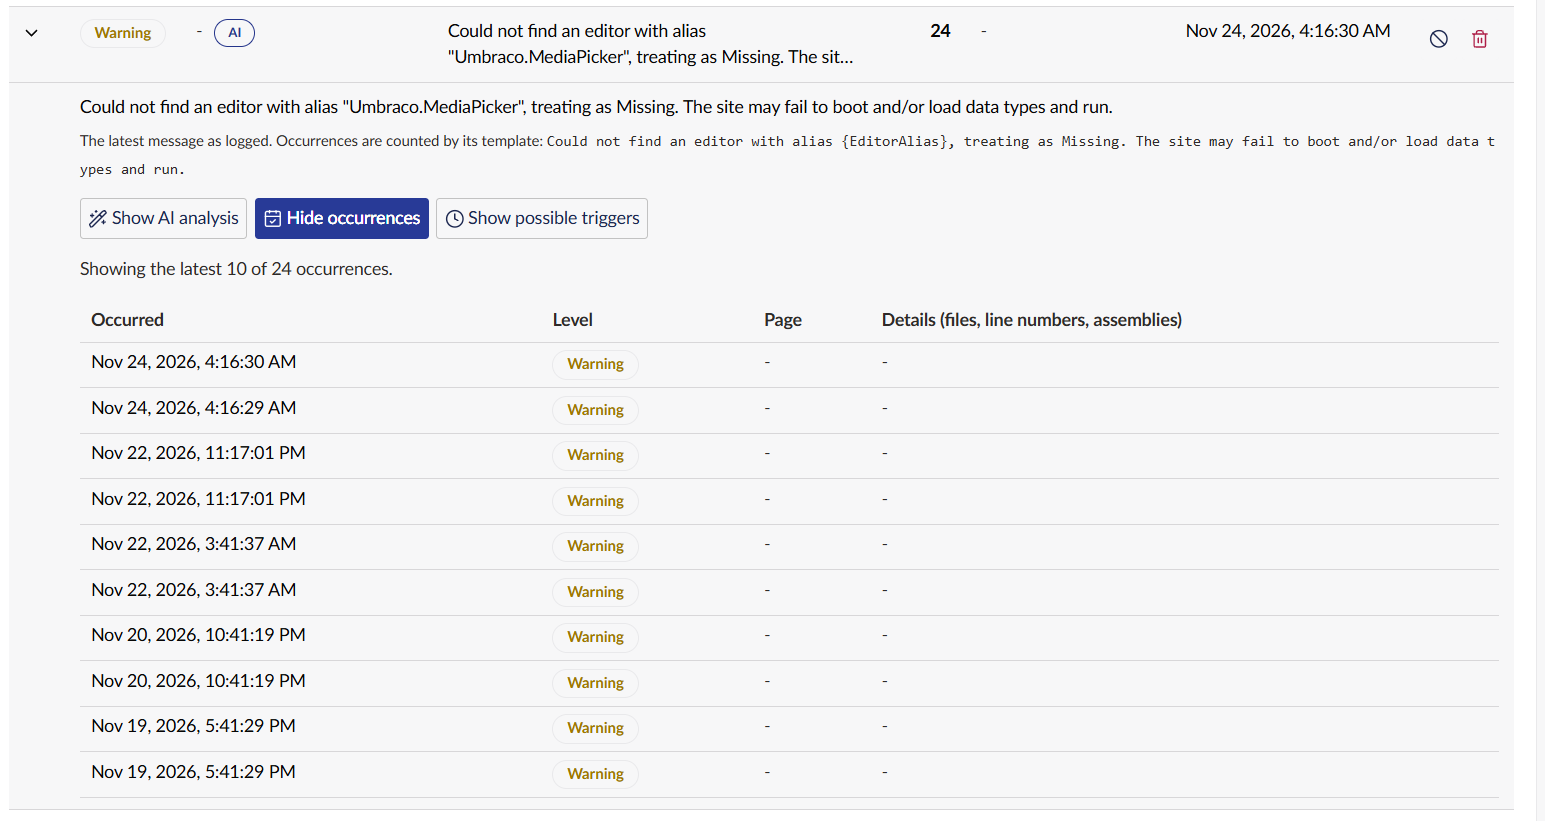 Warning - AI Could not find an editor with alias 24 - Nov 24, 2026, 4:16:30 AM
"Umbraco.MediaPicker", treating as Missing. The sit...
Could not find an editor with alias "Umbraco.MediaPicker", treating as Missing. The site may fail to boot and/or load data types and run.
The latest message as logged. Occurrences are counted by its template: Could not find an editor with alias {EditorAlias}, treating as Missing. The site may fail to boot and/or load data t
ypes and run.
Show AI analysis Hide occurrences Show possible triggers
Showing the latest 10 of 24 occurrences.
Occurred Level Page Details (files, line numbers, assemblies)
Nov 24, 2026, 4:16:30 AM Warning - -
Nov 24, 2026, 4:16:29 AM Warning - -
Nov 22, 2026, 11:17:01 PM Warning - -
Nov 22, 2026, 11:17:01 PM Warning - -
Nov 22, 2026, 3:41:37 AM Warning - -
Nov 22, 2026, 3:41:37 AM Warning - -
Nov 20, 2026, 10:41:19 PM Warning - -
Nov 20, 2026, 10:41:19 PM Warning - -
Nov 19, 2026, 5:41:29 PM Warning - -
Nov 19, 2026, 5:41:29 PM Warning - -